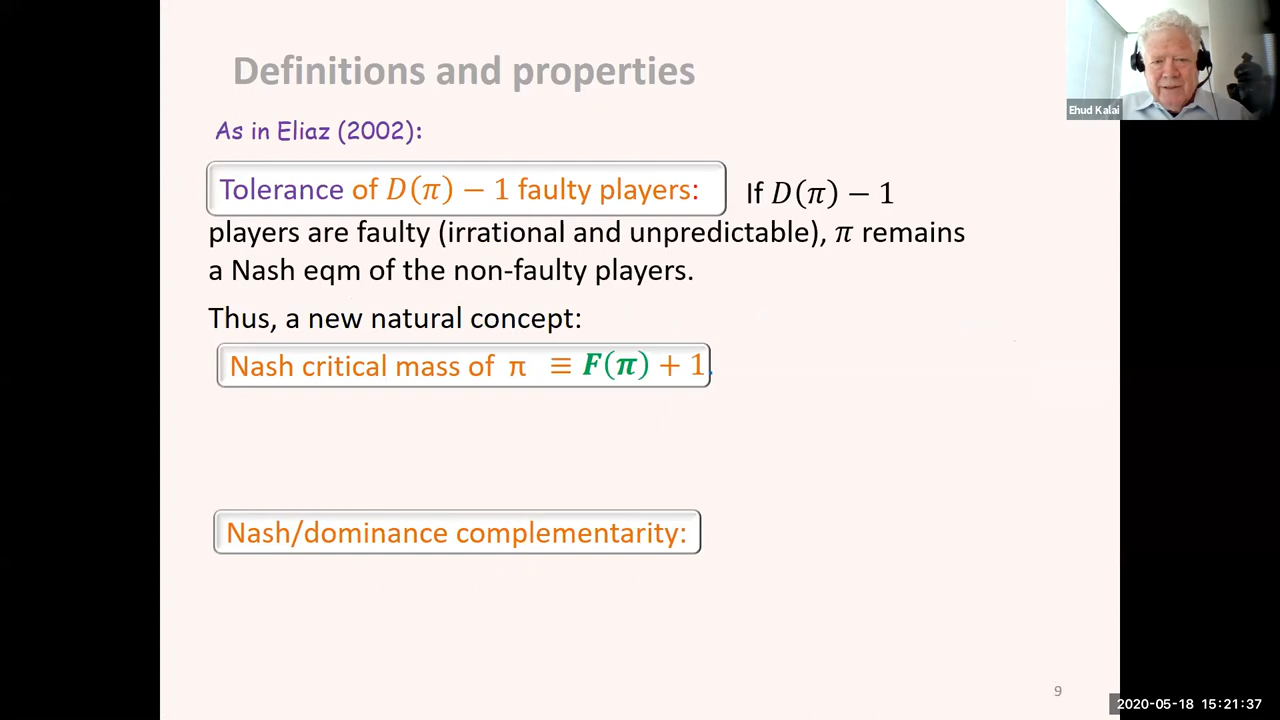 Definitions and properties
Ehud Kalai
As in Eliaz (2002):
Tolerance of D(π) − 1 faulty players: If D(π) − 1
players are faulty (irrational and unpredictable), π remains
a Nash eqm of the non-faulty players.
Thus, a new natural concept:
Nash critical mass of π ≡ F(π) + 1.
Nash/dominance complementarity:
9
2020-05-18 15:21:37